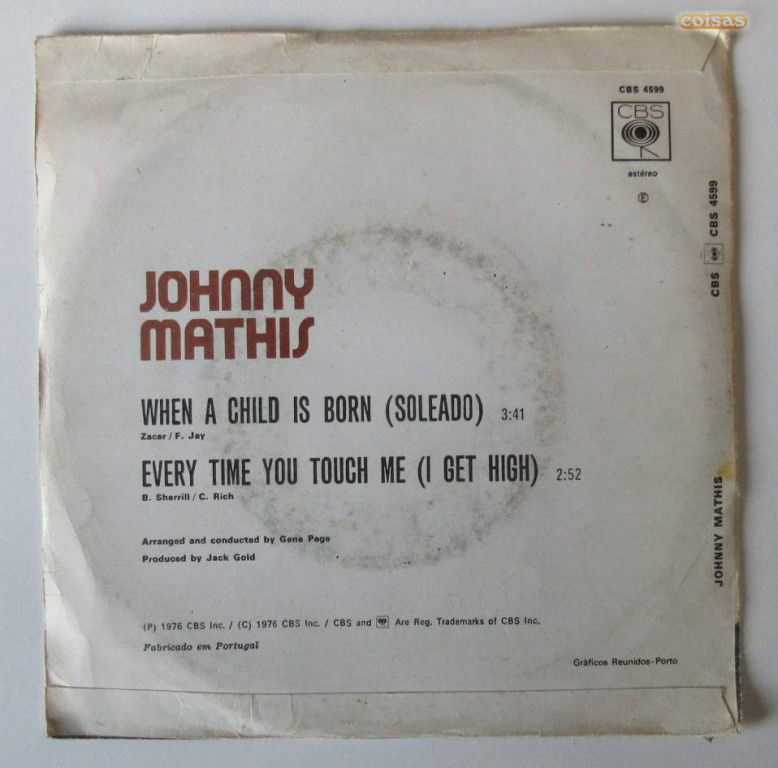 coisas
CBS 4599
CBS
estéreo
Ⓔ
CBS CBS 4599
JOHNNY MATHIS
JOHNNY
MATHIS
WHEN A CHILD IS BORN (SOLEADO) 3:41
Zacar / F. Jay
EVERY TIME YOU TOUCH ME (I GET HIGH) 2:52
B. Sherrill / C. Rich
Arranged and conducted by Gene Page
Produced by Jack Gold
(P) 1976 CBS Inc. / (C) 1976 CBS Inc. / CBS and Are Reg. Trademarks of CBS Inc.
Fabricado em Portugal
Gráficos Reunidos-Porto